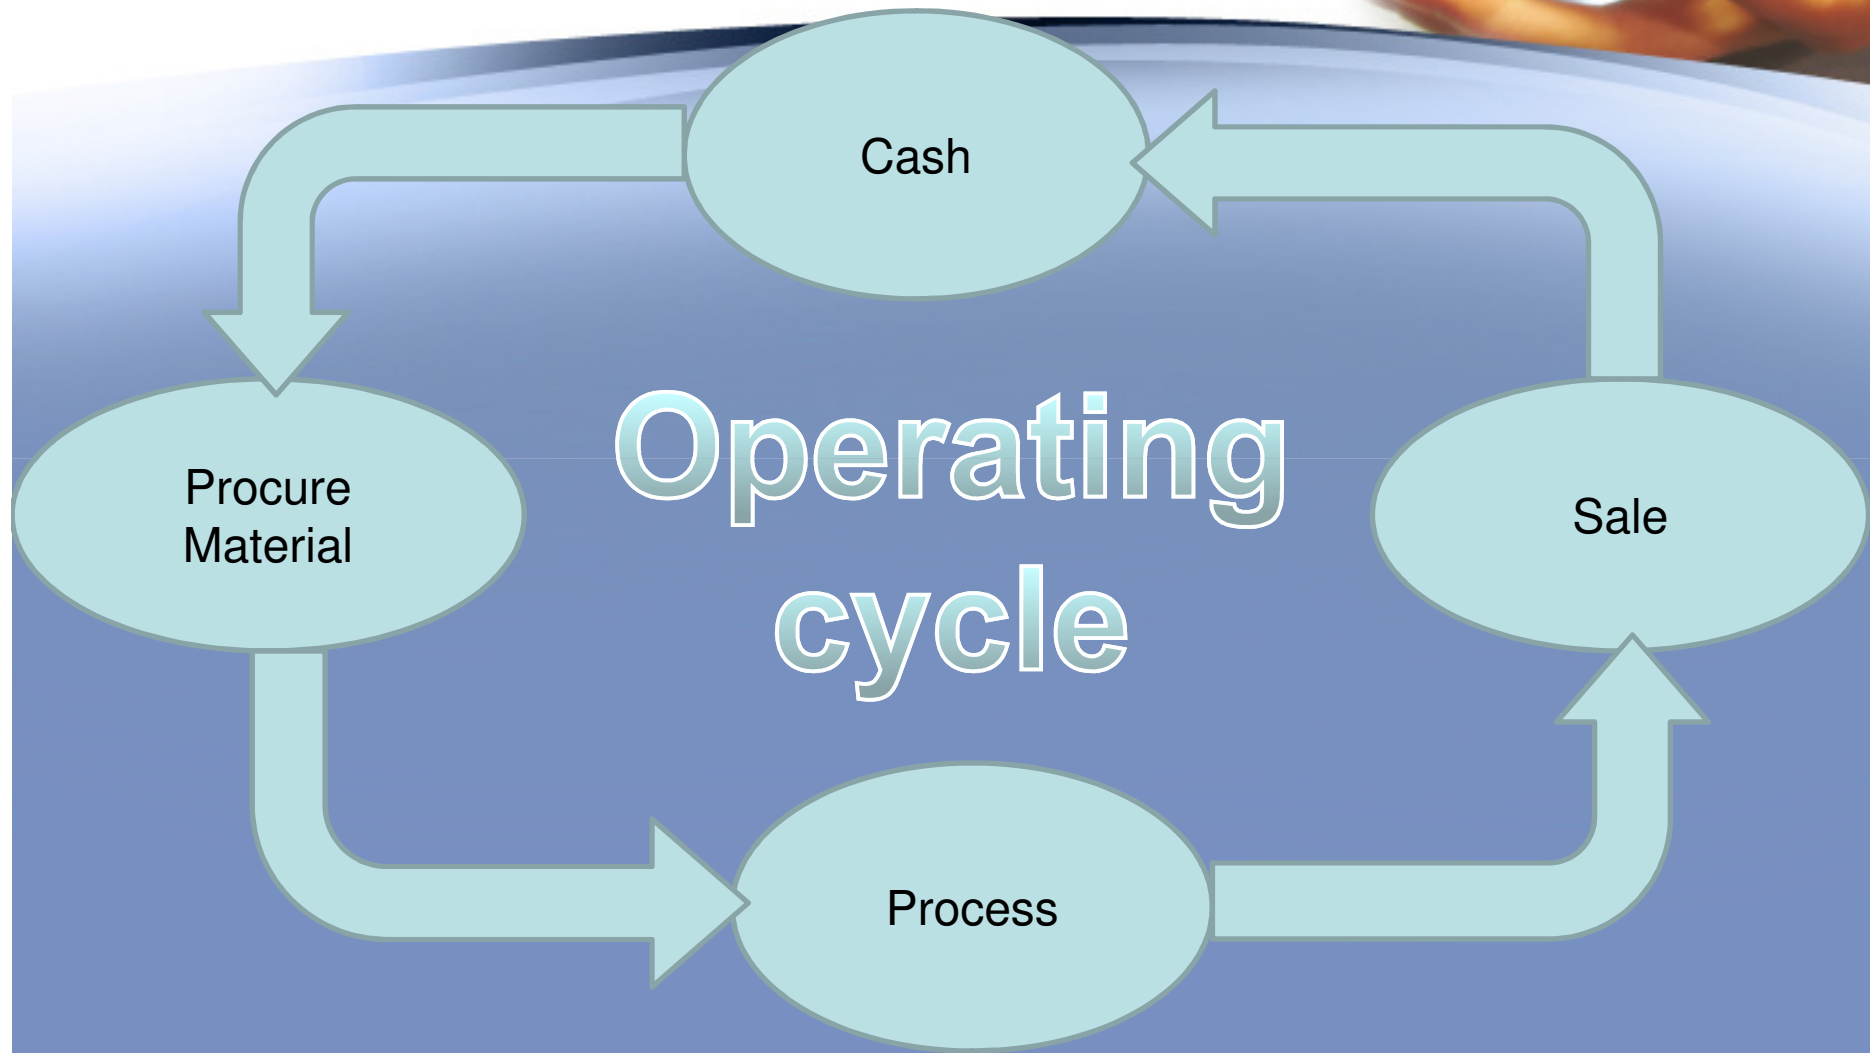 Cash
Procure
Material
Operating
cycle
Sale
Process